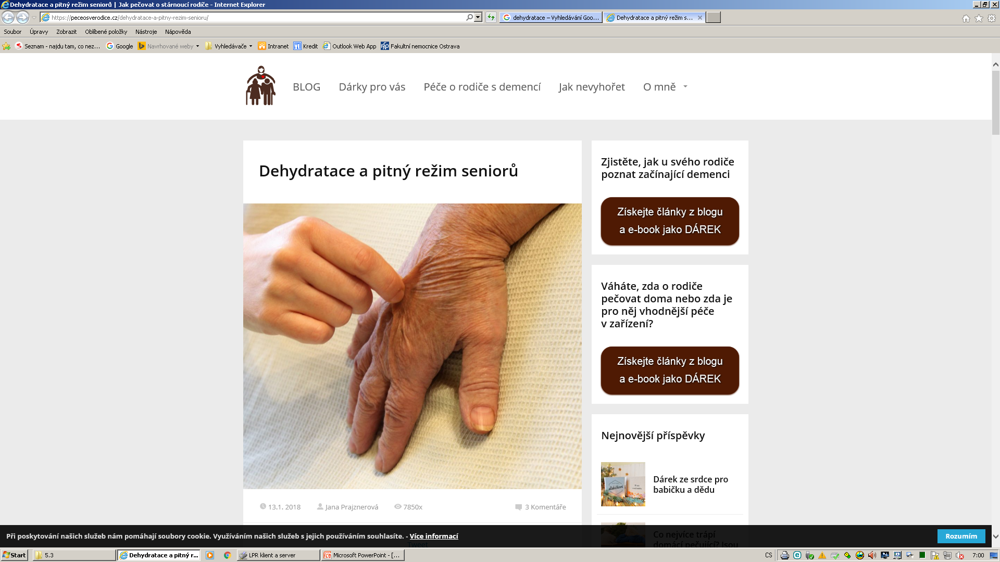 Dehydratace a pitný režim seniorů | Jak pečovat o stárnoucí rodiče - Internet Explorer
https://peceosverodice.cz/dehydratace-a-pitny-rezim-senioru/
dehydratace – Vyhledávání Goo...
Dehydratace a pitný režim s...
Soubor Úpravy Zobrazit Oblíbené položky Nástroje Nápověda
Seznam - najdu tam, co nez... Google Navrhované weby Vyhledávače Intranet Kredit Outlook Web App Fakultní nemocnice Ostrava
BLOG Dárky pro vás Péče o rodiče s demencí Jak nevyhořet O mně
Dehydratace a pitný režim seniorů
13.1. 2018 Jana Prajznerová 7850x 3 Komentáře
Tweet
Zjistěte, jak u svého rodiče
poznat začínající demenci
Získejte články z blogu
a e-book jako DÁREK
Váháte, zda o rodiče
pečovat doma nebo zda je
pro něj vhodnější péče
v zařízení?
Získejte články z blogu
a e-book jako DÁREK
Nejnovější příspěvky
Dárek ze srdce pro
babičku a dědu
Co nejvíce trápí
domácí pečující? Jsou
Při poskytování našich služeb nám pomáhají soubory cookie. Využíváním našich služeb s jejich používáním souhlasíte. - Více informací
Rozumím
Start 5.3 Dehydratace a pitný r... LPR klient a server Microsoft PowerPoint - [... CS 7:00